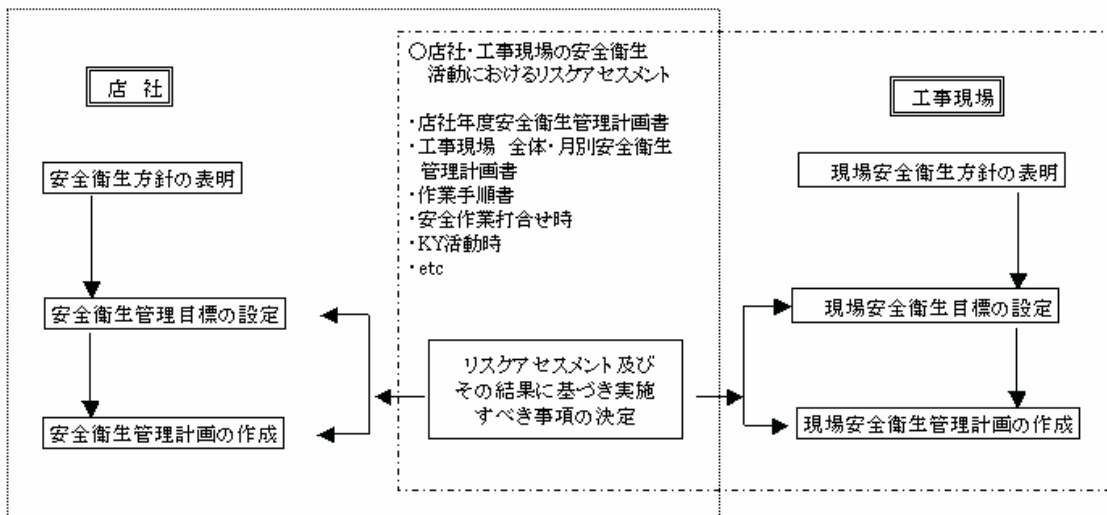 ○店社・工事現場の安全衛生
活動におけるリスクアセスメント
店 社
工事現場
・店社年度安全衛生管理計画書
・工事現場 全体・月別安全衛生
管理計画書
・作業手順書
・安全作業打合せ時
・KY活動時
・etc
安全衛生方針の表明
現場安全衛生方針の表明
安全衛生管理目標の設定
現場安全衛生目標の設定
リスクアセスメント及び
その結果に基づき実施
すべき事項の決定
安全衛生管理計画の作成
現場安全衛生管理計画の作成